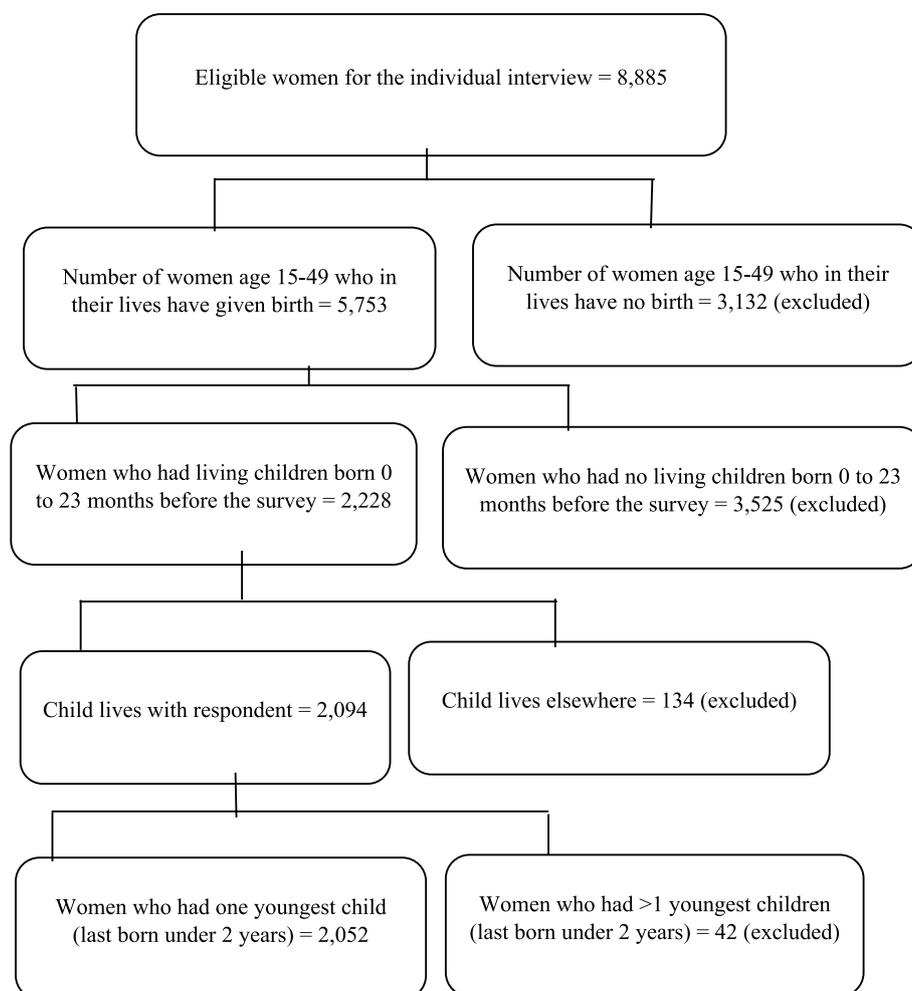 Eligible women for the individual interview = 8,885
Number of women age 15-49 who in
their lives have given birth = 5,753
Number of women age 15-49 who in their
lives have no birth = 3,132 (excluded)
Women who had living children born 0
to 23 months before the survey = 2,228
Women who had no living children born 0 to 23
months before the survey = 3,525 (excluded)
Child lives with respondent = 2,094
Child lives elsewhere = 134 (excluded)
Women who had one youngest child
(last born under 2 years) = 2,052
Women who had >1 youngest children
(last born under 2 years) = 42 (excluded)